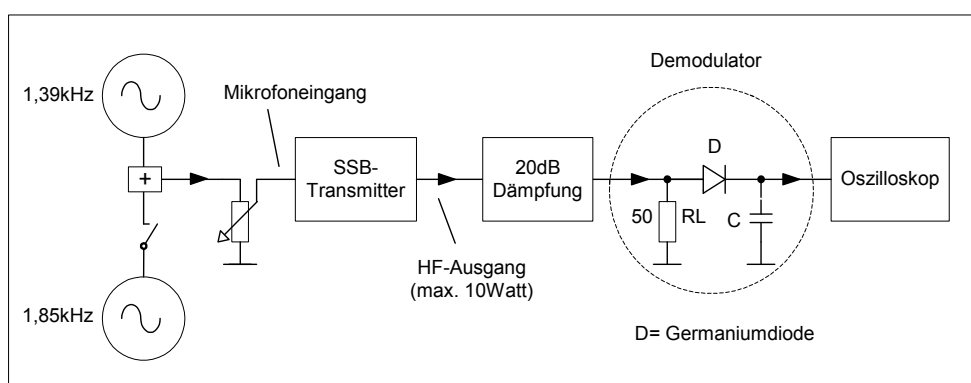 1,39kHz
Mikrofoneingang
Demodulator
+
SSB-
Transmitter
20dB
Dämpfung
D
Oszilloskop
50
RL
C
HF-Ausgang
(max. 10Watt)
1,85kHz
D= Germaniumdiode